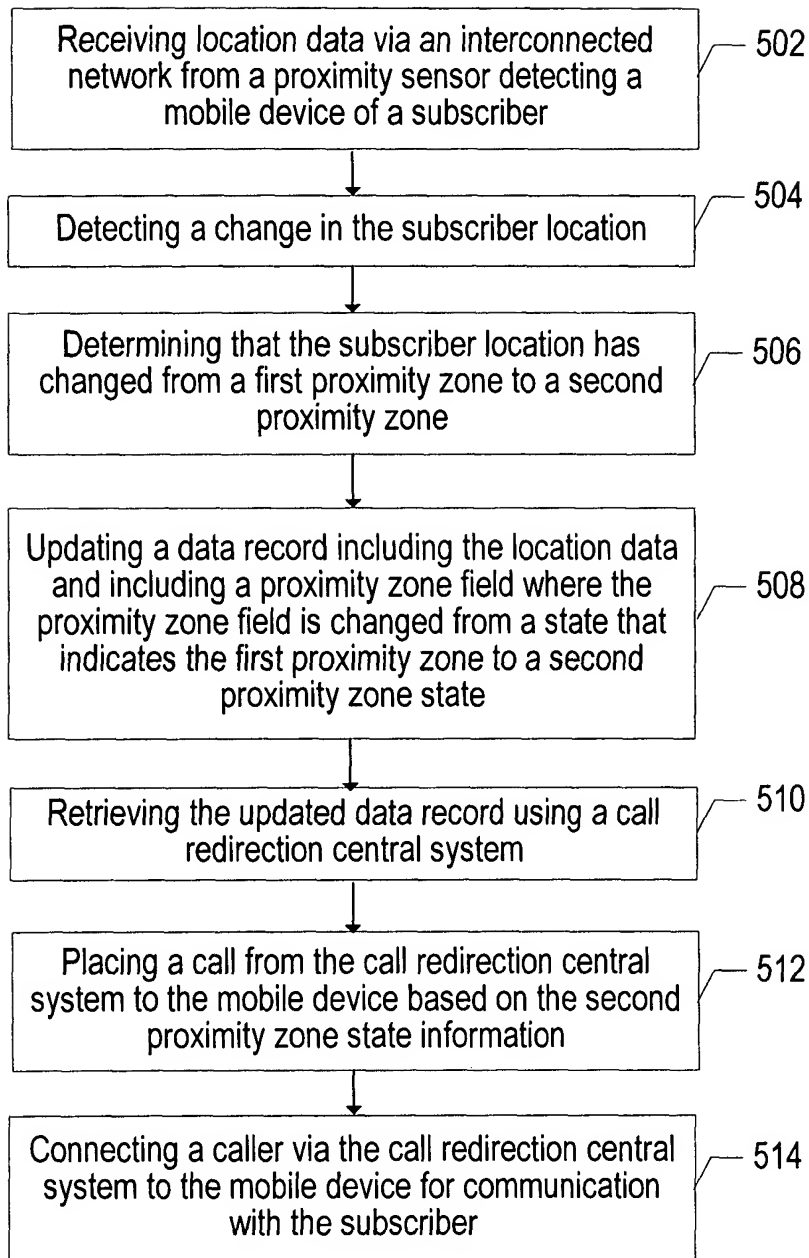 Receiving location data via an interconnected
network from a proximity sensor detecting a
mobile device of a subscriber
502
Detecting a change in the subscriber location
504
Determining that the subscriber location has
changed from a first proximity zone to a second
proximity zone
506
Updating a data record including the location data
and including a proximity zone field where the
proximity zone field is changed from a state that
indicates the first proximity zone to a second
proximity zone state
508
Retrieving the updated data record using a call
redirection central system
510
Placing a call from the call redirection central
system to the mobile device based on the second
proximity zone state information
512
Connecting a caller via the call redirection central
system to the mobile device for communication
with the subscriber
514